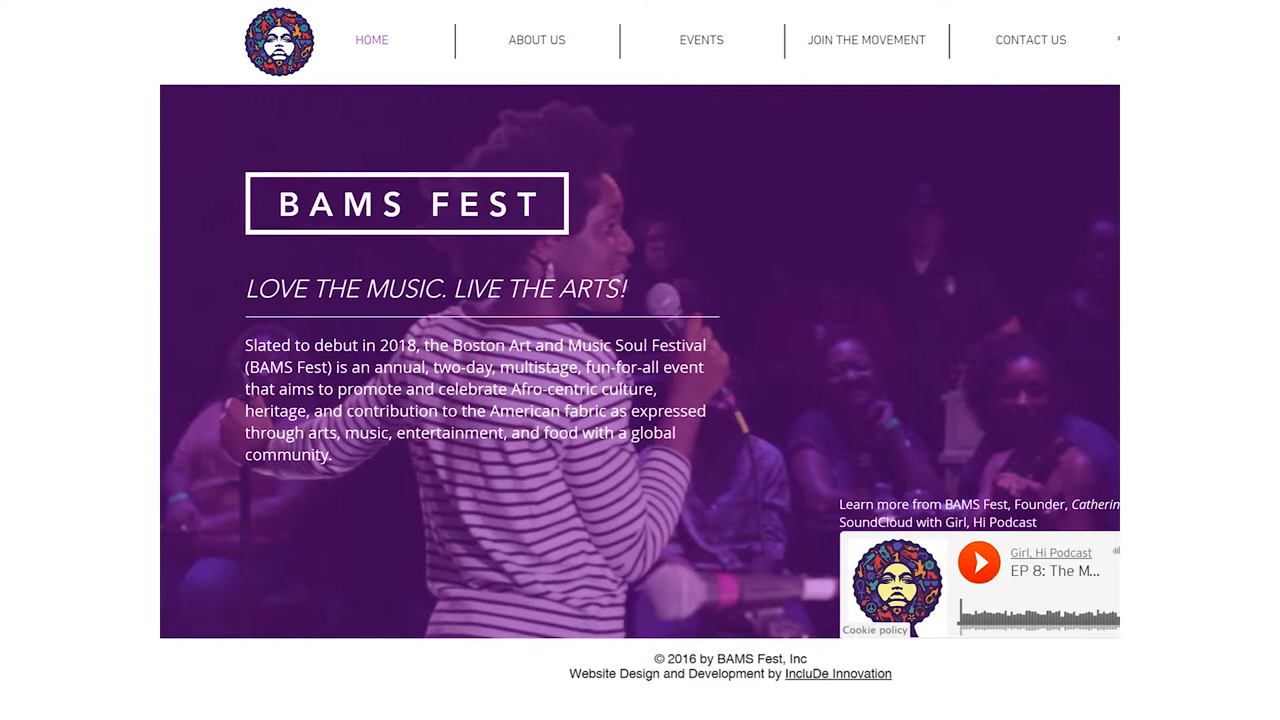 HOME
ABOUT US
EVENTS
JOIN THE MOVEMENT
CONTACT US
BAMS FEST
LOVE THE MUSIC. LIVE THE ARTS!
Slated to debut in 2018, the Boston Art and Music Soul Festival
(BAMS Fest) is an annual, two-day, multistage, fun-for-all event
that aims to promote and celebrate Afro-centric culture,
heritage, and contribution to the American fabric as expressed
through arts, music, entertainment, and food with a global
community.
Learn more from BAMS Fest, Founder, Catherin
SoundCloud with Girl, Hi Podcast
Girl, Hi Podcast
EP 8: The M...
Cookie policy
© 2016 by BAMS Fest, Inc
Website Design and Development by IncluDe Innovation